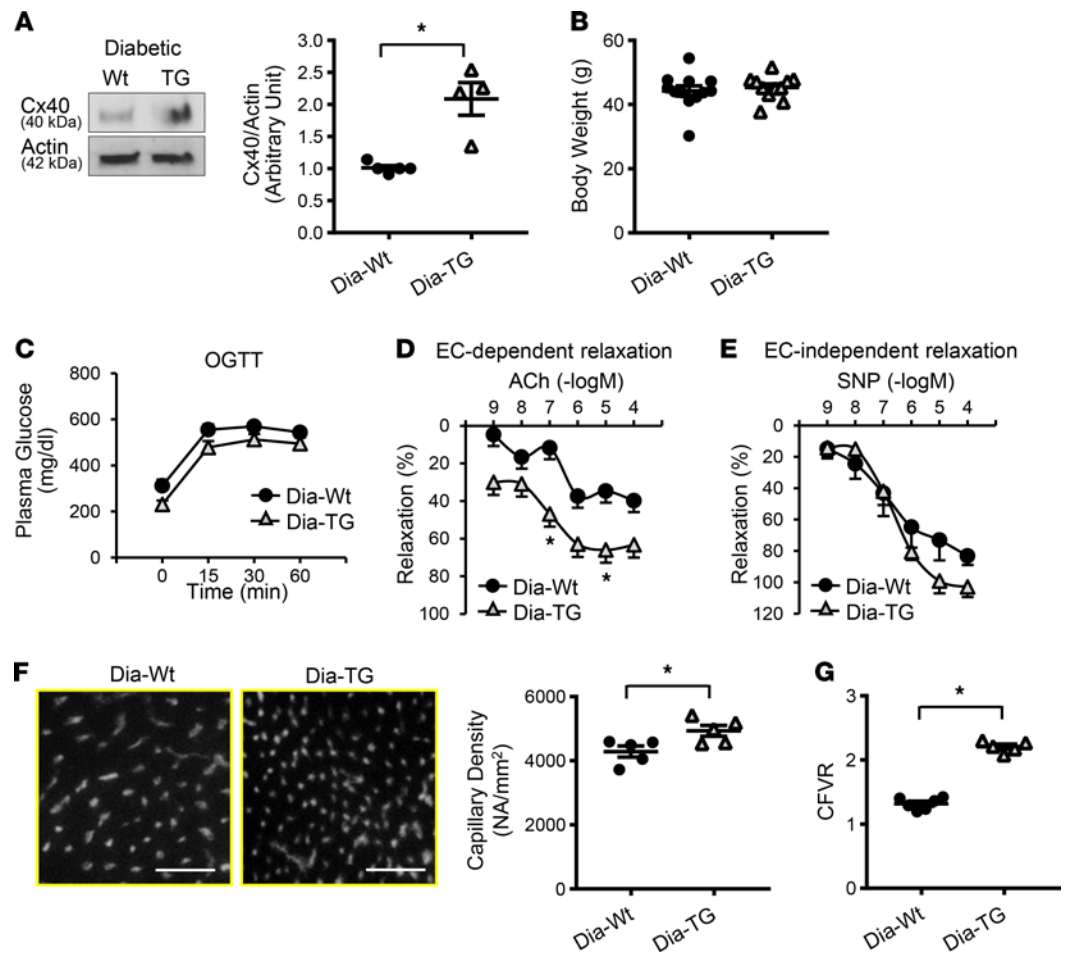 A
Diabetic
Wt TG
Cx40
(40 kDa)
Actin
(42 kDa)
Cx40/Actin
(Arbitrary Unit)
3.0
2.5
2.0
1.5
1.0
0.5
0.0
*
Dia-Wt
Dia-TG
B
Body Weight (g)
60
40
20
0
Dia-Wt
Dia-TG
C
OGTT
Plasma Glucose
(mg/dl)
800
600
400
200
0
Dia-Wt
Dia-TG
0 15 30 60
Time (min)
D EC-dependent relaxation
ACh (-logM)
9 8 7 6 5 4
Relaxation (%)
0
20
40
60
80
100
*
*
Dia-Wt
Dia-TG
E EC-independent relaxation
SNP (-logM)
9 8 7 6 5 4
Relaxation (%)
0
20
40
60
80
100
120
Dia-Wt
Dia-TG
F
Dia-Wt Dia-TG
Capillary Density
(NA/mm²)
6000
4000
2000
0
*
Dia-Wt
Dia-TG
G
CFVR
3
2
1
0
*
Dia-Wt
Dia-TG